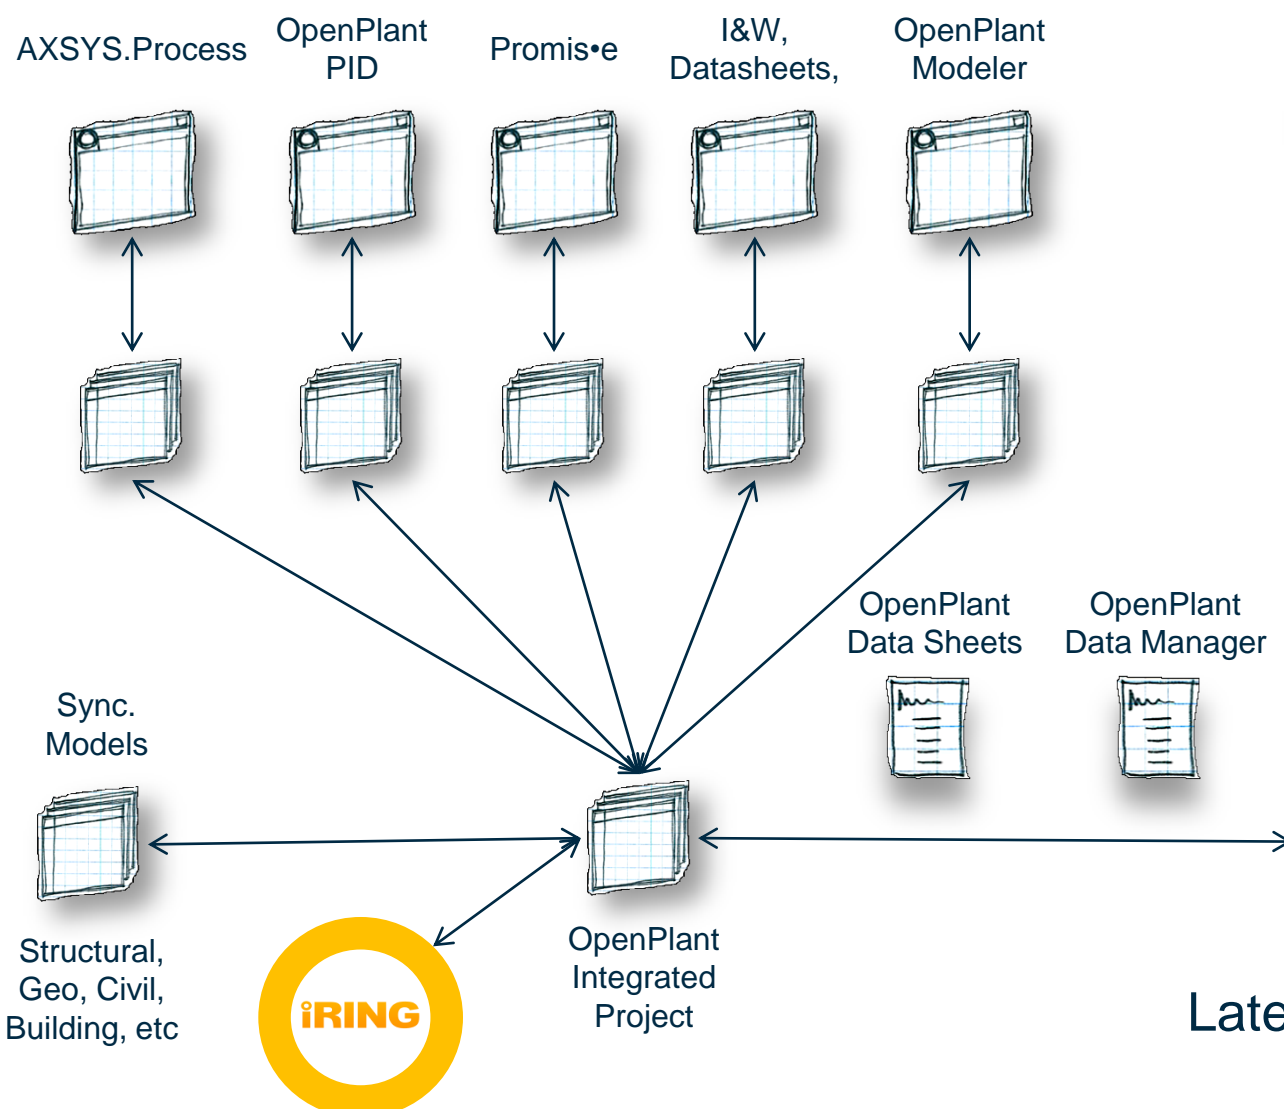 AXSYS.Process
OpenPlant
PID
Promis•e
I&W,
Datasheets,
OpenPlant
Modeler
OpenPlant
Data Sheets
OpenPlant
Data Manager
Sync.
Models
Structural,
Geo, Civil,
Building, etc
iRING
OpenPlant
Integrated
Project
Late